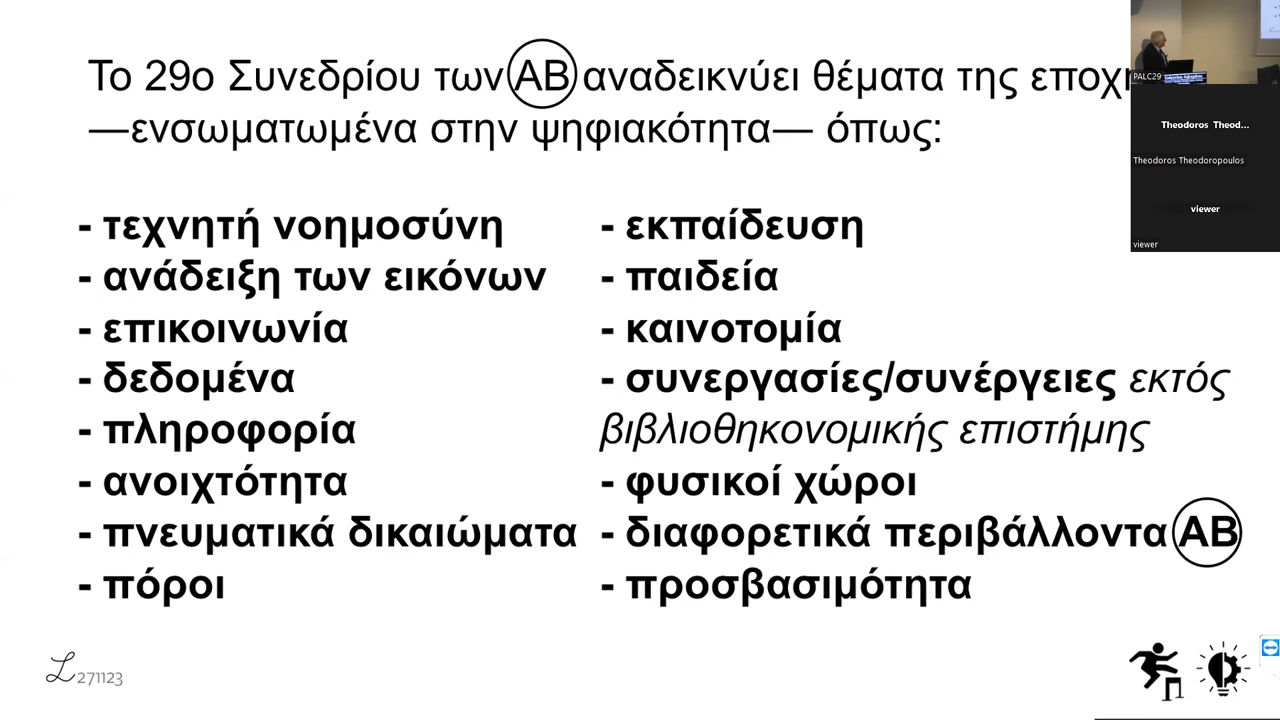 Το 29ο Συνεδρίου των ΑΒ αναδεικνύει θέματα της
—ενσωματωμένα στην ψηφιακότητα— όπως:
- τεχνητή νοημοσύνη
- ανάδειξη των εικόνων
- επικοινωνία
- δεδομένα
- πληροφορία
- ανοιχτότητα
- πνευματικά δικαιώματα
- πόροι
- εκπαίδευση
- παιδεία
- καινοτομία
- συνεργασίες/συνέργειες εκτός
βιβλιοθηκονομικής επιστήμης
- φυσικοί χώροι
- διαφορετικά περιβάλλοντα ΑΒ
- προσβασιμότητα
PALC29
Theodoros Theod...
Theodoros Theodoropoulos
viewer
viewer
L 271123